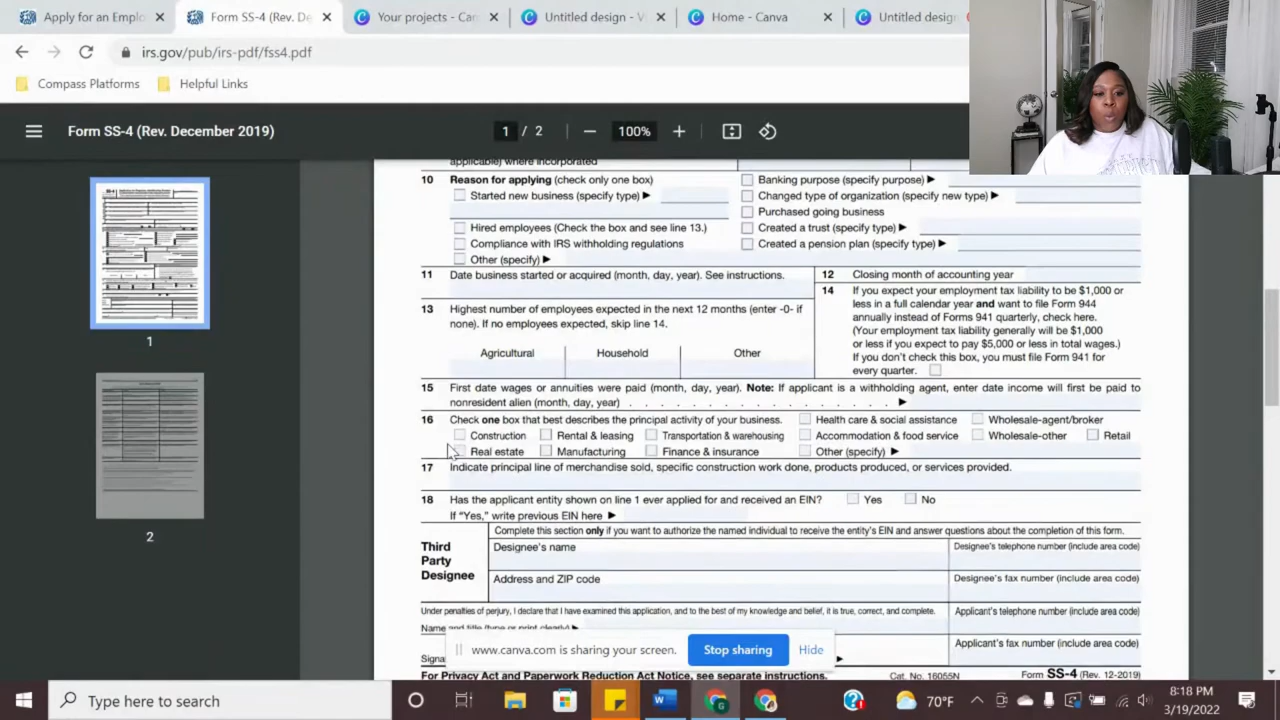 Apply for an Emplo
Form SS-4 (Rev. De
Your projects - Can
Untitled design - V
Home - Canva
Untitled design
irs.gov/pub/irs-pdf/fss4.pdf
Compass Platforms
Helpful Links
Form SS-4 (Rev. December 2019)
1 / 2
100%
applicable) where incorporated
10 Reason for applying (check only one box)
Banking purpose (specify purpose) ▶
Started new business (specify type) ▶
Changed type of organization (specify new type) ▶
Purchased going business
Hired employees (Check the box and see line 13.)
Created a trust (specify type) ▶
Compliance with IRS withholding regulations
Created a pension plan (specify type) ▶
Other (specify) ▶
11 Date business started or acquired (month, day, year). See instructions.
12 Closing month of accounting year
13 Highest number of employees expected in the next 12 months (enter -0- if
none). If no employees expected, skip line 14.
Agricultural Household Other
14 If you expect your employment tax liability to be $1,000 or
less in a full calendar year and want to file Form 944
annually instead of Forms 941 quarterly, check here.
(Your employment tax liability generally will be $1,000
or less if you expect to pay $5,000 or less in total wages.)
If you don't check this box, you must file Form 941 for
every quarter.
15 First date wages or annuities were paid (month, day, year). Note: If applicant is a withholding agent, enter date income will first be paid to
nonresident alien (month, day, year) . . . . . . . . . . . . . . . . . ▶
16 Check one box that best describes the principal activity of your business.
Health care & social assistance
Wholesale-agent/broker
Construction
Rental & leasing
Transportation & warehousing
Accommodation & food service
Wholesale-other
Retail
Real estate
Manufacturing
Finance & insurance
Other (specify) ▶
17 Indicate principal line of merchandise sold, specific construction work done, products produced, or services provided.
18 Has the applicant entity shown on line 1 ever applied for and received an EIN? Yes No
If "Yes," write previous EIN here ▶
Complete this section only if you want to authorize the named individual to receive the entity's EIN and answer questions about the completion of this form.
Third
Party
Designee
Designee's name
Designee's telephone number (include area code)
Address and ZIP code
Designee's fax number (include area code)
Under penalties of perjury, I declare that I have examined this application, and to the best of my knowledge and belief, it is true, correct, and complete.
Applicant's telephone number (include area code)
Name and title (type or print clearly) ▶
Applicant's fax number (include area code)
Signa
www.canva.com is sharing your screen.
Stop sharing
Hide
For Privacy Act and Paperwork Reduction Act Notice, see separate instructions.
Cat. No. 16055N
Form SS-4 (Rev. 12-2019)
1
2
Type here to search
70°F
8:18 PM
3/19/2022